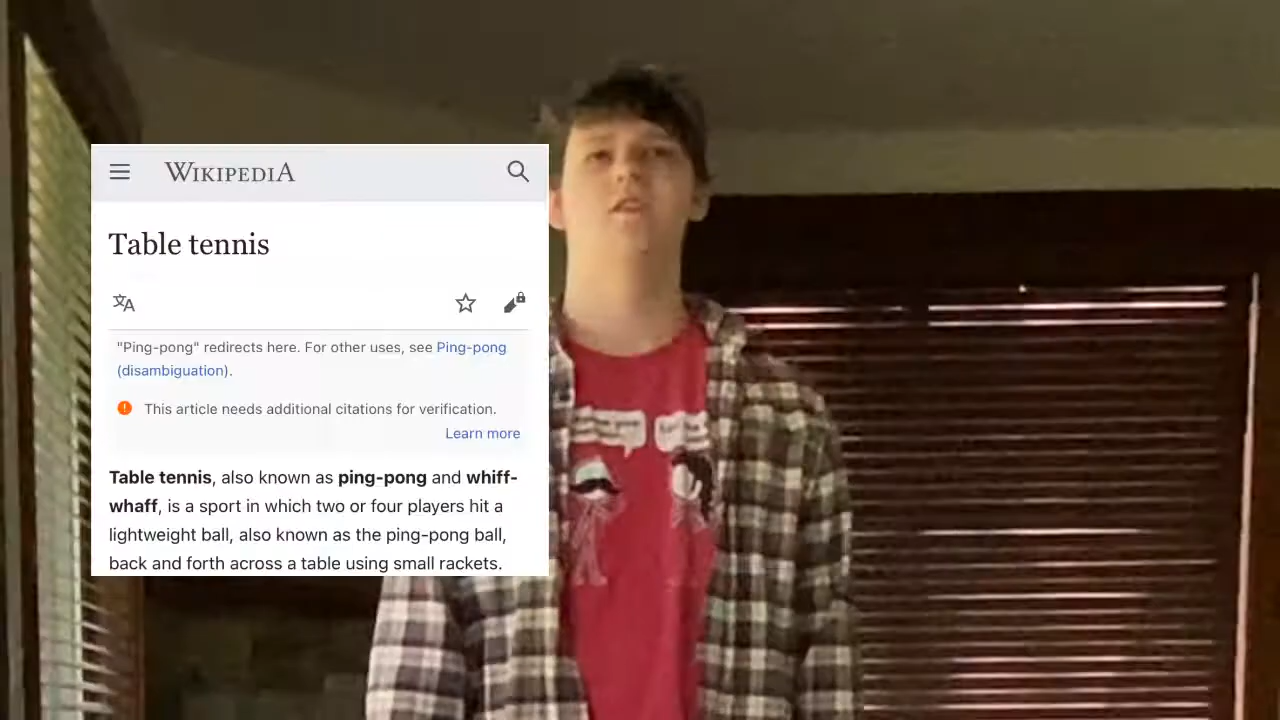 WIKIPEDIA
Table tennis
"Ping-pong" redirects here. For other uses, see Ping-pong
(disambiguation).
This article needs additional citations for verification.
Learn more
Table tennis, also known as ping-pong and whiff-
whaff, is a sport in which two or four players hit a
lightweight ball, also known as the ping-pong ball,
back and forth across a table using small rackets.